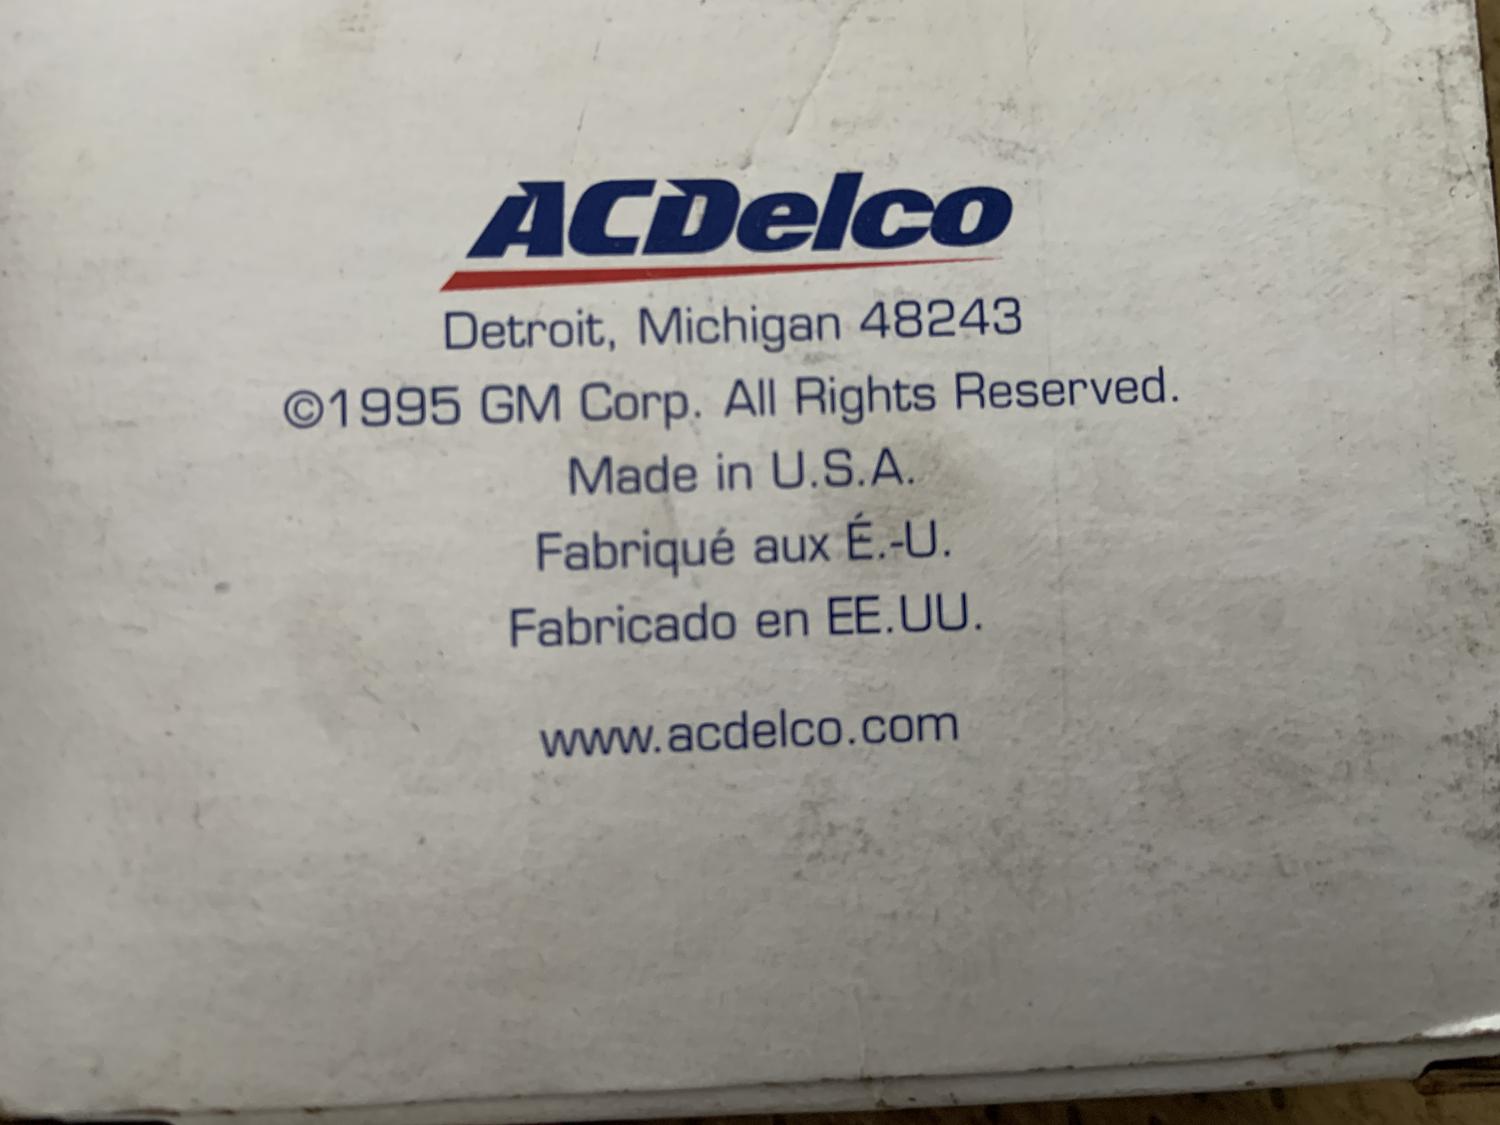 ACDelco
Detroit, Michigan 48243
©1995 GM Corp. All Rights Reserved.
Made in U.S.A.
Fabriqué aux É.-U.
Fabricado en EE.UU.
www.acdelco.com